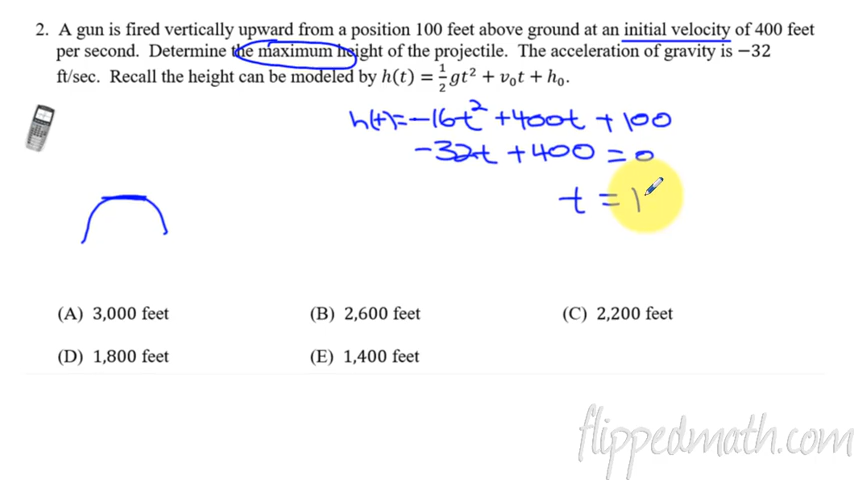 2. A gun is fired vertically upward from a position 100 feet above ground at an initial velocity of 400 feet
per second. Determine the maximum height of the projectile. The acceleration of gravity is −32
ft/sec. Recall the height can be modeled by h(t) = 1/2 gt² + v₀t + h₀.
h(t) = -16t² + 400t + 100
-32t + 400 = 0
t = 1
(A) 3,000 feet (B) 2,600 feet (C) 2,200 feet
(D) 1,800 feet (E) 1,400 feet
flippedmath.com